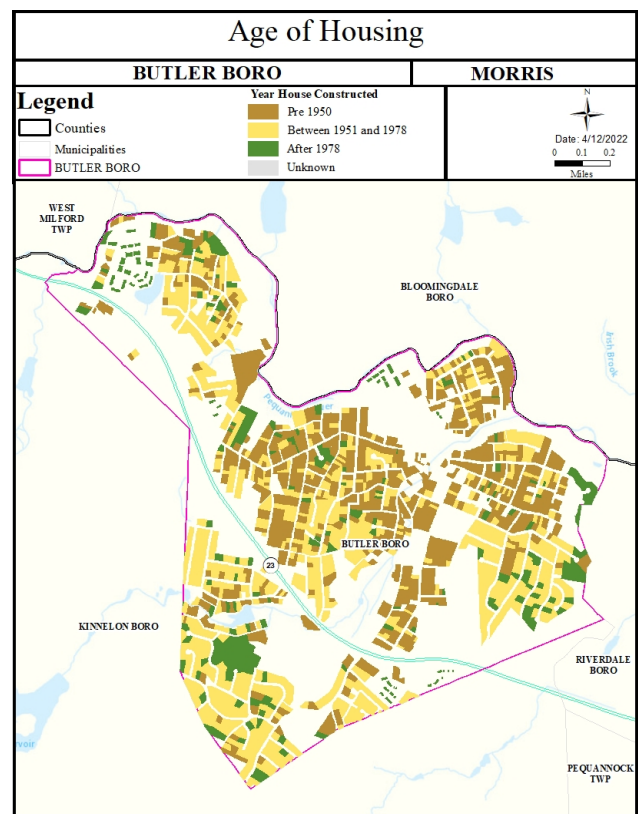 Age of Housing
BUTLER BORO
MORRIS
Legend
Counties
Municipalities
BUTLER BORO
Year House Constructed
Pre 1950
Between 1951 and 1978
After 1978
Unknown
N
Date: 4/12/2022
0 0.1 0.2
Miles
WEST
MILFORD
TWP
BLOOMINGDALE
BORO
Irish Brook
BUTLER BORO
23
KINNELON BORO
RIVERDALE
BORO
PEQUANNOCK
TWP